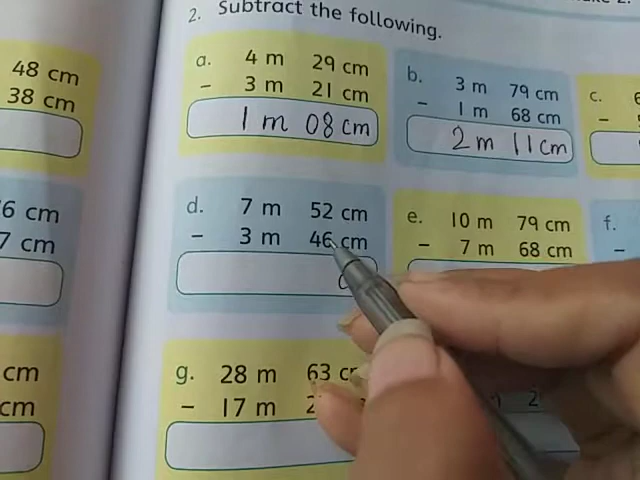 2. Subtract the following.
48 cm
38 cm
a. 4 m 29 cm
- 3 m 21 cm
1 m 08 cm
b. 3 m 79 cm
- 1 m 68 cm
2 m 11 cm
c.
-
6 cm
7 cm
d. 7 m 52 cm
- 3 m 46 cm
e. 10 m 79 cm
- 7 m 68 cm
f.
-
cm
cm
g. 28 m 63
- 17 m 2